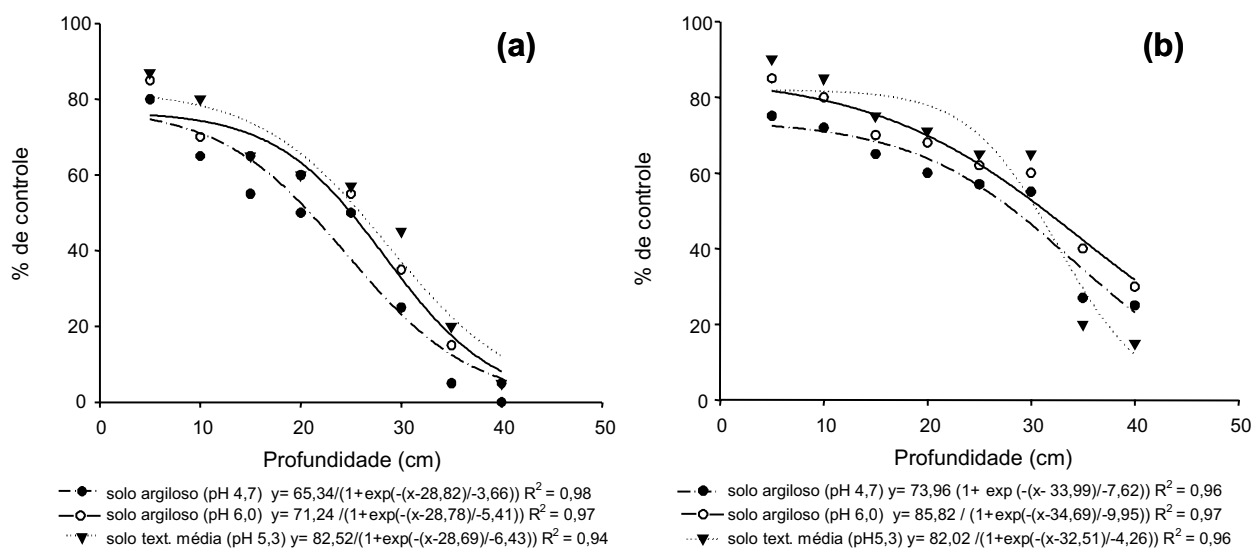 (a)
% de controle
100
80
60
40
20
0
0 10 20 30 40 50
Profundidade (cm)
solo argiloso (pH 4,7) y= 65,34/(1+exp(-(x-28,82)/-3,66)) R² = 0,98
solo argiloso (pH 6,0) y= 71,24 /(1+exp(-(x-28,78)/-5,41)) R² = 0,97
solo text. média (pH 5,3) y= 82,52/(1+exp(-(x-28,69)/-6,43)) R² = 0,94
(b)
% de controle
100
80
60
40
20
0
0 10 20 30 40 50
Profundidade (cm)
solo argiloso (pH 4,7) y= 73,96 (1+ exp (-(x- 33,99)/-7,62)) R² = 0,96
solo argiloso (pH 6,0) y= 85,82 / (1+exp(-(x-34,69)/-9,95)) R² = 0,97
solo text. média (pH5,3) y= 82,02 /(1+exp(-(x-32,51)/-4,26)) R² = 0,96